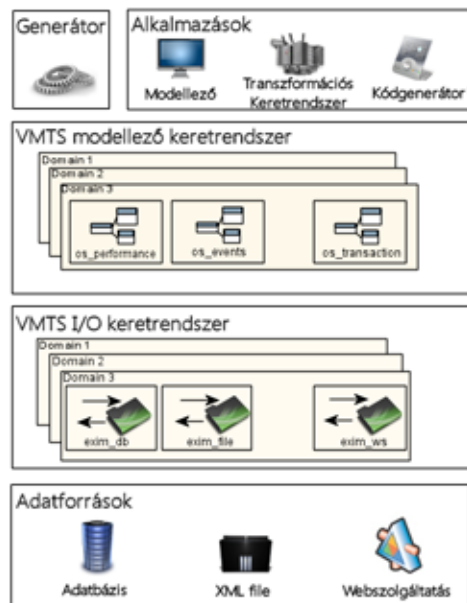 Generátor
Alkalmazások
Modellező
Transzformációs
Keretrendszer
Kódgenerátor
VMTS modellező keretrendszer
Domain 1
Domain 2
Domain 3
os_performance
os_events
os_transaction
VMTS I/O keretrendszer
Domain 1
Domain 2
Domain 3
exim_db
exim_file
exim_ws
Adatforrások
Adatbázis
XML file
Webszolgáltatás